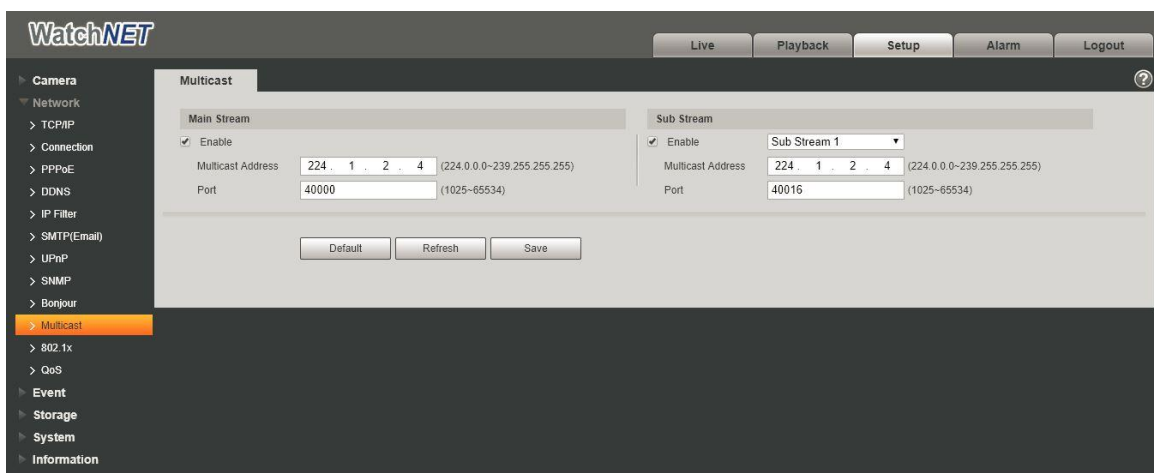 WatchNET
Live Playback Setup Alarm Logout
Camera
Network
> TCP/IP
> Connection
> PPPoE
> DDNS
> IP Filter
> SMTP(Email)
> UPnP
> SNMP
> Bonjour
> Multicast
> 802.1x
> QoS
Event
Storage
System
Information
Multicast
?
Main Stream
Enable
Multicast Address 224 . 1 . 2 . 4 (224.0.0.0~239.255.255.255)
Port 40000 (1025~65534)
Sub Stream
Enable Sub Stream 1
Multicast Address 224 . 1 . 2 . 4 (224.0.0.0~239.255.255.255)
Port 40016 (1025~65534)
Default Refresh Save